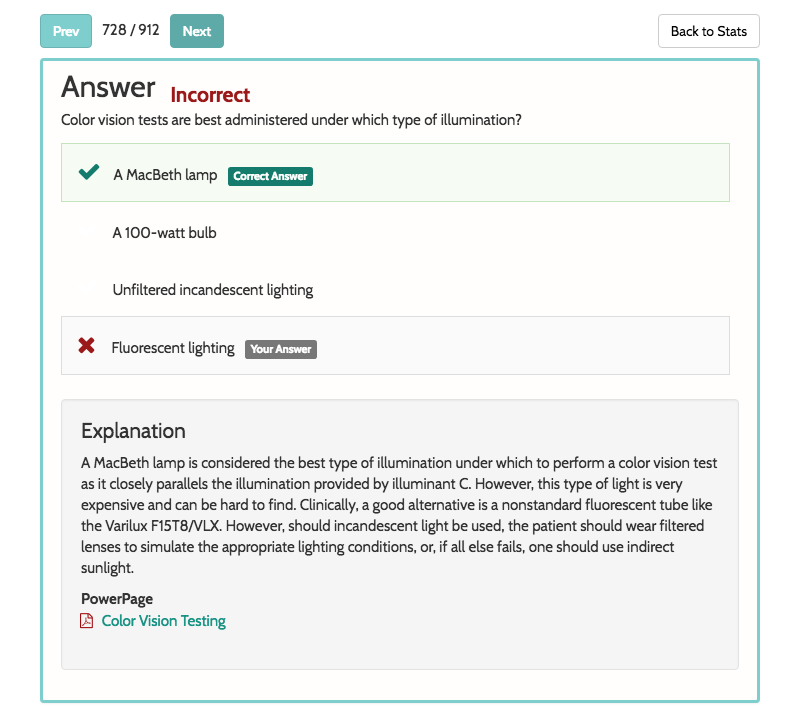 Prev 728 / 912 Next Back to Stats
Answer Incorrect
Color vision tests are best administered under which type of illumination?
A MacBeth lamp Correct Answer
A 100-watt bulb
Unfiltered incandescent lighting
Fluorescent lighting Your Answer
Explanation
A MacBeth lamp is considered the best type of illumination under which to perform a color vision test
as it closely parallels the illumination provided by illuminant C. However, this type of light is very
expensive and can be hard to find. Clinically, a good alternative is a nonstandard fluorescent tube like
the Varilux F15T8/VLX. However, should incandescent light be used, the patient should wear filtered
lenses to simulate the appropriate lighting conditions, or, if all else fails, one should use indirect
sunlight.
PowerPage
Color Vision Testing